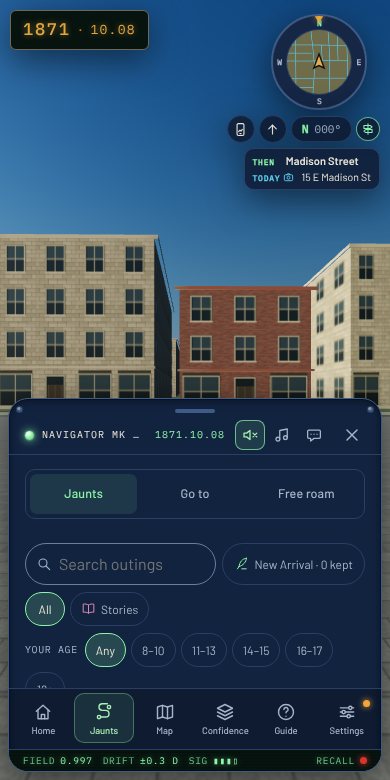 1871 · 10.08
N
W E
S
N 000°
THEN Madison Street
TODAY 15 E Madison St
NAVIGATOR MK … 1871.10.08
Jaunts Go to Free roam
Search outings New Arrival · 0 kept
All Stories
YOUR AGE Any 8–10 11–13 14–15 16–17
Home Jaunts Map Confidence Guide Settings
FIELD 0.997 DRIFT ±0.3 D SIG RECALL